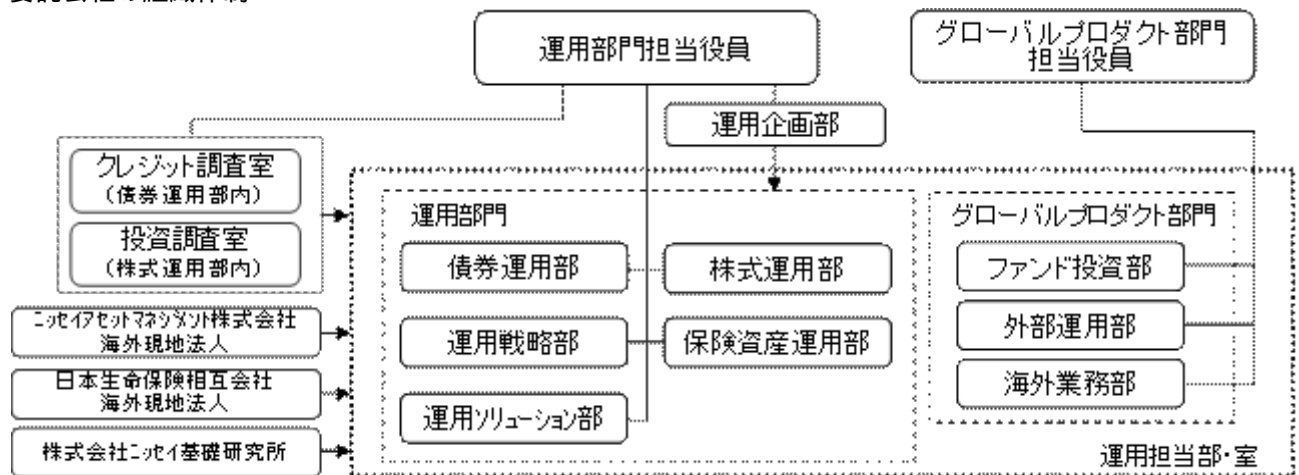 運用部門担当役員
グローバルプロダクト部門
担当役員
運用企画部
クレジット調査室
(債券運用部内)
投資調査室
(株式運用部内)
ニッセイアセットマネジメント株式会社
海外現地法人
日本生命保険相互会社
海外現地法人
株式会社ニッセイ基礎研究所
運用部門
債券運用部
株式運用部
運用戦略部
保険資産運用部
運用ソリューション部
グローバルプロダクト部門
ファンド投資部
外部運用部
海外業務部
運用担当部・室